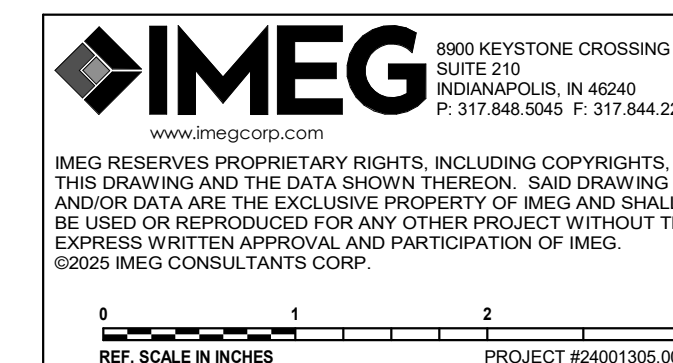 IMEG
8900 KEYSTONE CROSSING
SUITE 210
INDIANAPOLIS, IN 46240
P: 317.848.5045 F: 317.844.22
www.imegcorp.com
IMEG RESERVES PROPRIETARY RIGHTS, INCLUDING COPYRIGHTS,
THIS DRAWING AND THE DATA SHOWN THEREON. SAID DRAWING
AND/OR DATA ARE THE EXCLUSIVE PROPERTY OF IMEG AND SHALL
BE USED OR REPRODUCED FOR ANY OTHER PROJECT WITHOUT
EXPRESS WRITTEN APPROVAL AND PARTICIPATION OF IMEG.
©2025 IMEG CONSULTANTS CORP.
0 1 2
REF. SCALE IN INCHES PROJECT #24001305.00